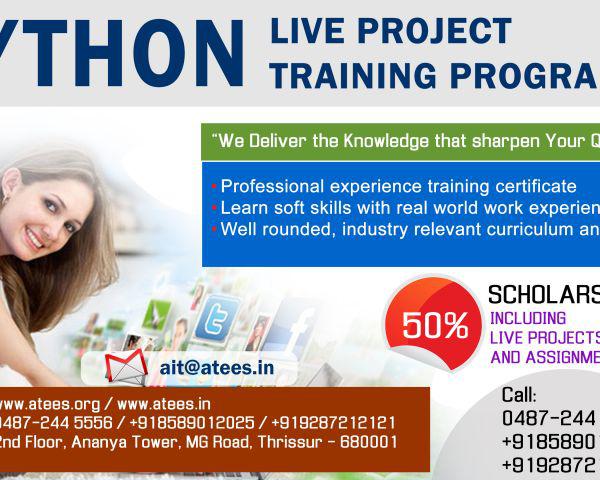 YTHON
LIVE PROJECT
TRAINING PROGRA
"We Deliver the Knowledge that sharpen Your Q
• Professional experience training certificate
• Learn soft skills with real world work experien
• Well rounded, industry relevant curriculum an
50%
SCHOLARS
INCLUDING
LIVE PROJECTS
AND ASSIGNME
ait@atees.in
www.atees.org / www.atees.in
0487-244 5556 / +918589012025 / +919287212121
2nd Floor, Ananya Tower, MG Road, Thrissur - 680001
Call:
0487-244
+9185890
+9192872